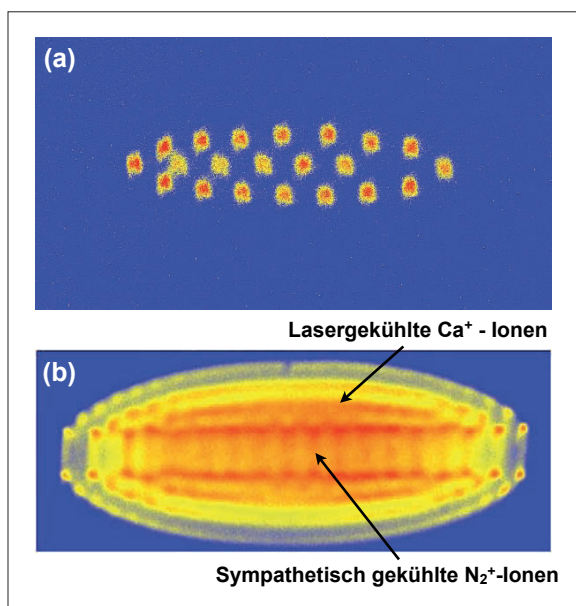 (a)
Lasergekühlte Ca⁺ - Ionen
(b)
Sympathetisch gekühlte N₂⁺-Ionen